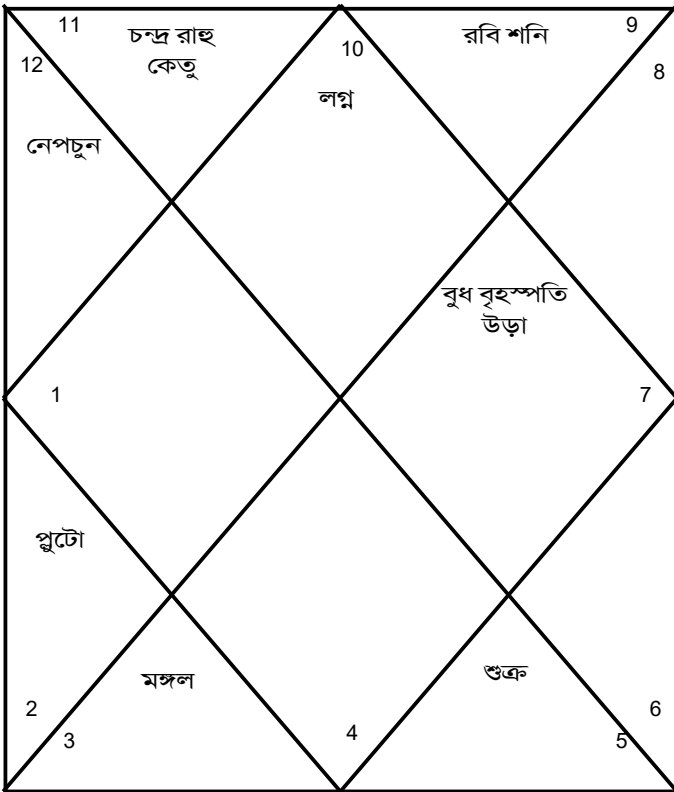 11
চন্দ্র রাহু
কেতু
10
রবি শনি
9
12
8
লগ্ন
নেপচুন
বুধ বৃহস্পতি
উড়া
1
7
প্লুটো
মঙ্গল
শুক্র
2
3
4
5
6